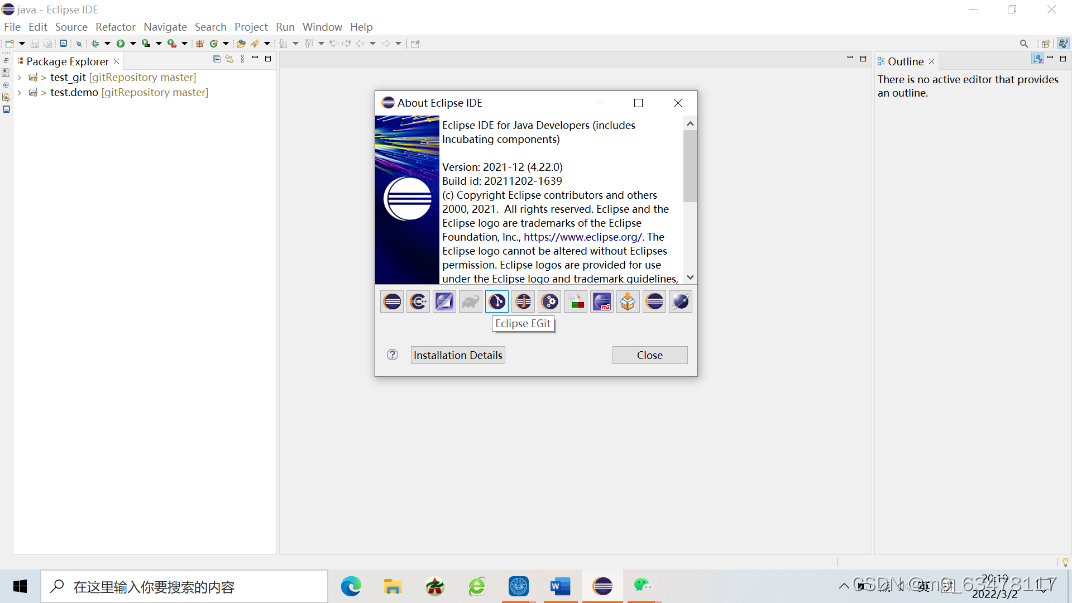 java - Eclipse IDE
File Edit Source Refactor Navigate Search Project Run Window Help
Package Explorer
> test_git [gitRepository master]
> test.demo [gitRepository master]
Outline
There is no active editor that provides
an outline.
About Eclipse IDE
Eclipse IDE for Java Developers (includes
Incubating components)
Version: 2021-12 (4.22.0)
Build id: 20211202-1639
(c) Copyright Eclipse contributors and others
2000, 2021. All rights reserved. Eclipse and the
Eclipse logo are trademarks of the Eclipse
Foundation, Inc., https://www.eclipse.org/. The
Eclipse logo cannot be altered without Eclipses
permission. Eclipse logos are provided for use
under the Eclipse logo and trademark guidelines,
Eclipse EGit
Installation Details
Close
在这里输入你要搜索的内容
20:19
2022/3/2
CSDN @m0_63478117